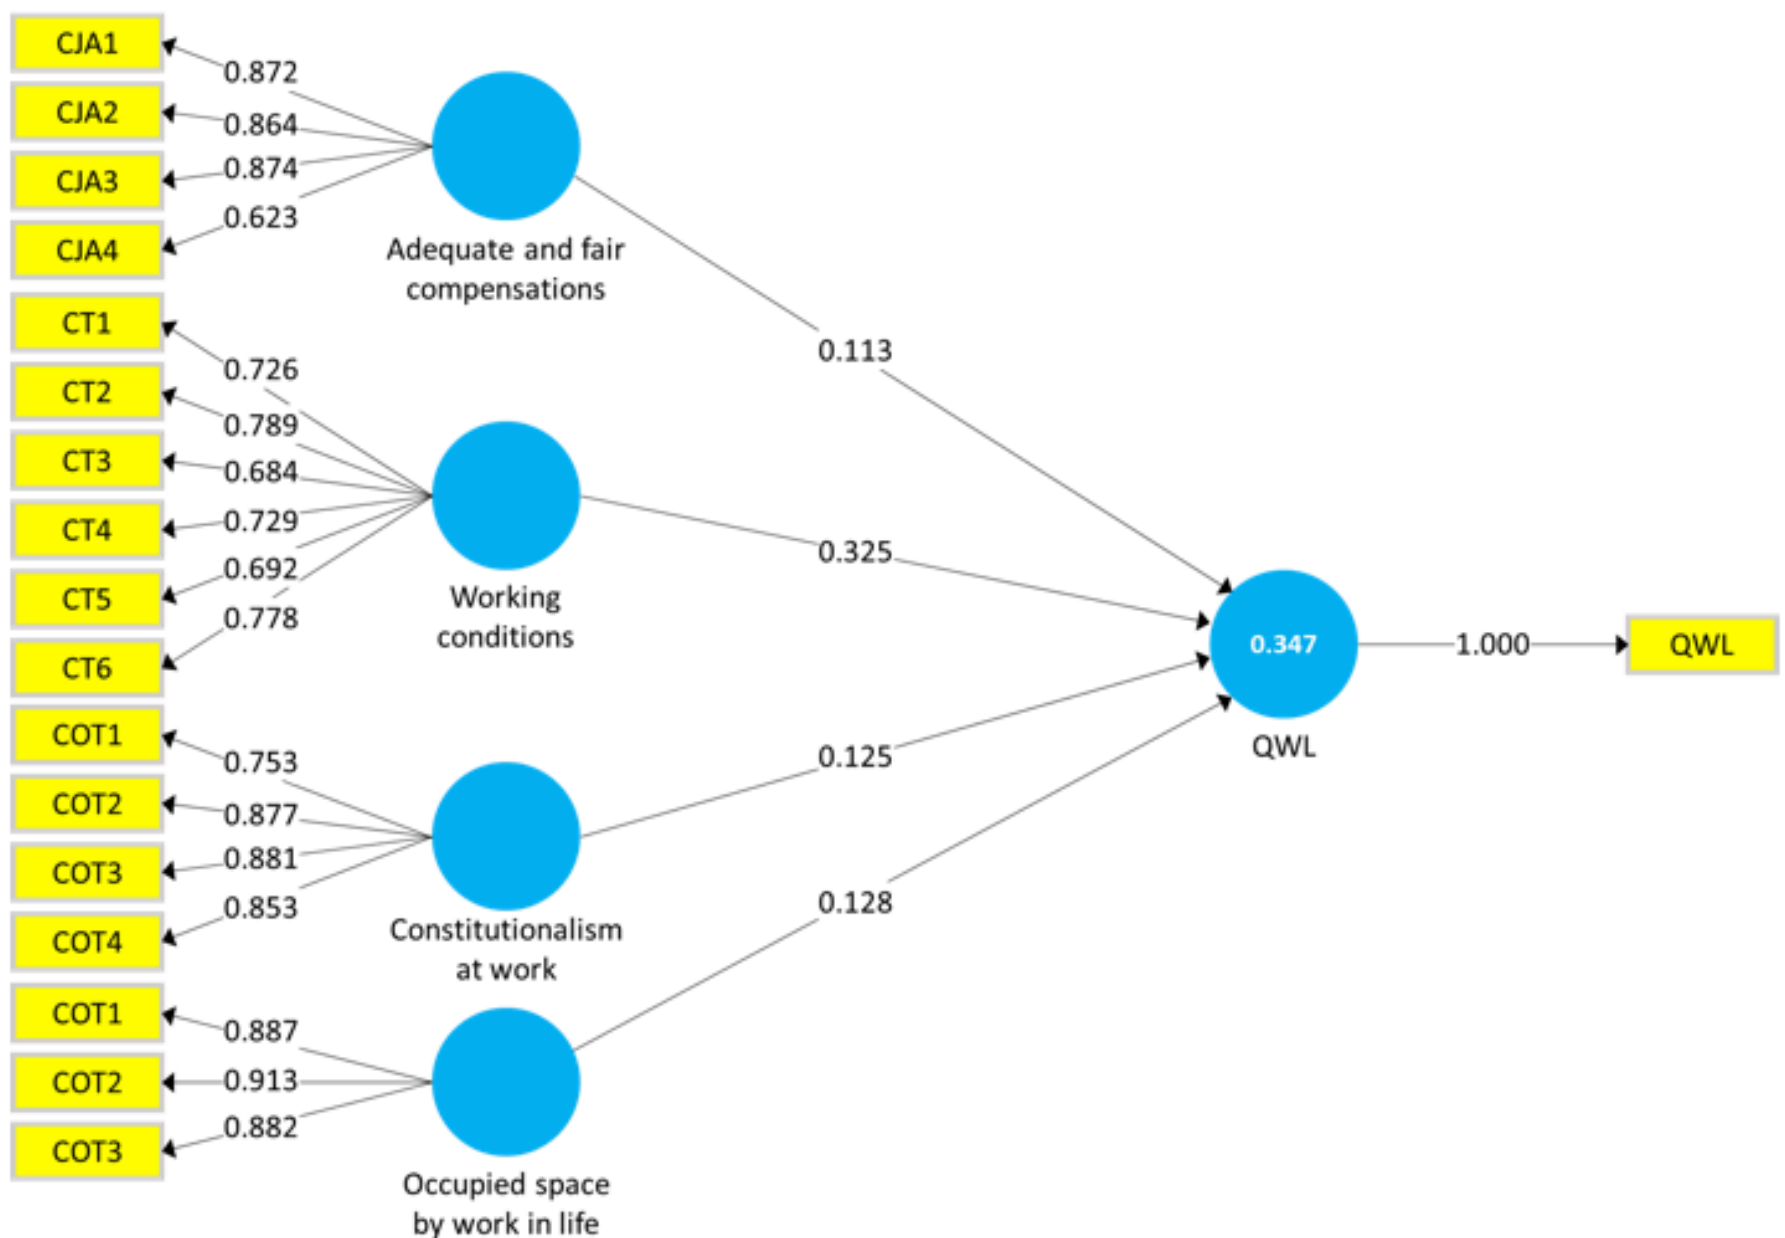 CJA1
0.872
CJA2
0.864
CJA3
0.874
CJA4
0.623
Adequate and fair
compensations
CT1
0.726
CT2
0.789
CT3
0.684
CT4
0.729
CT5
0.692
CT6
0.778
Working
conditions
COT1
0.753
COT2
0.877
COT3
0.881
COT4
0.853
Constitutionalism
at work
COT1
0.887
COT2
0.913
COT3
0.882
Occupied space
by work in life
0.113
0.325
0.125
0.128
0.347
QWL
1.000
QWL